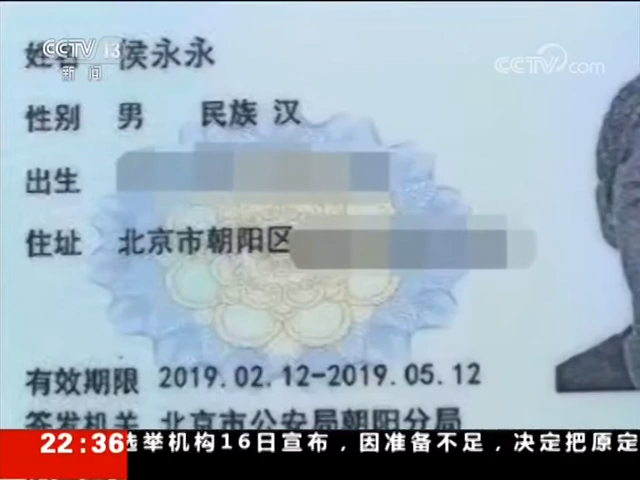 CCTV 13
新闻
CCTV.com
姓名 侯永永
性别 男 民族 汉
出生
住址 北京市朝阳区
有效期限 2019.02.12-2019.05.12
签发机关 北京市公安局朝阳分局
22:36 选举机构16日宣布，因准备不足，决定把原定